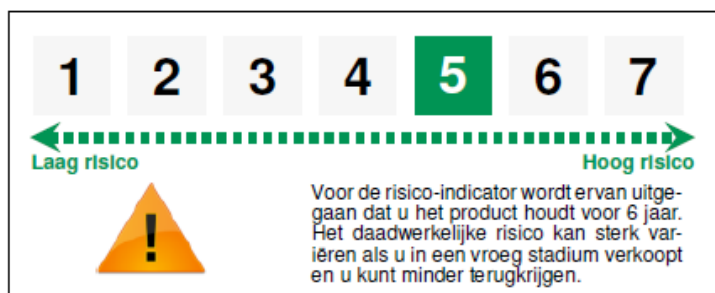 1 2 3 4 5 6 7
Laag risico Hoog risico
!
Voor de risico-indicator wordt ervan uitge-
gaan dat u het product houdt voor 6 jaar.
Het daadwerkelijke risico kan sterk var-
iëren als u in een vroeg stadium verkoopt
en u kunt minder terugkrijgen.